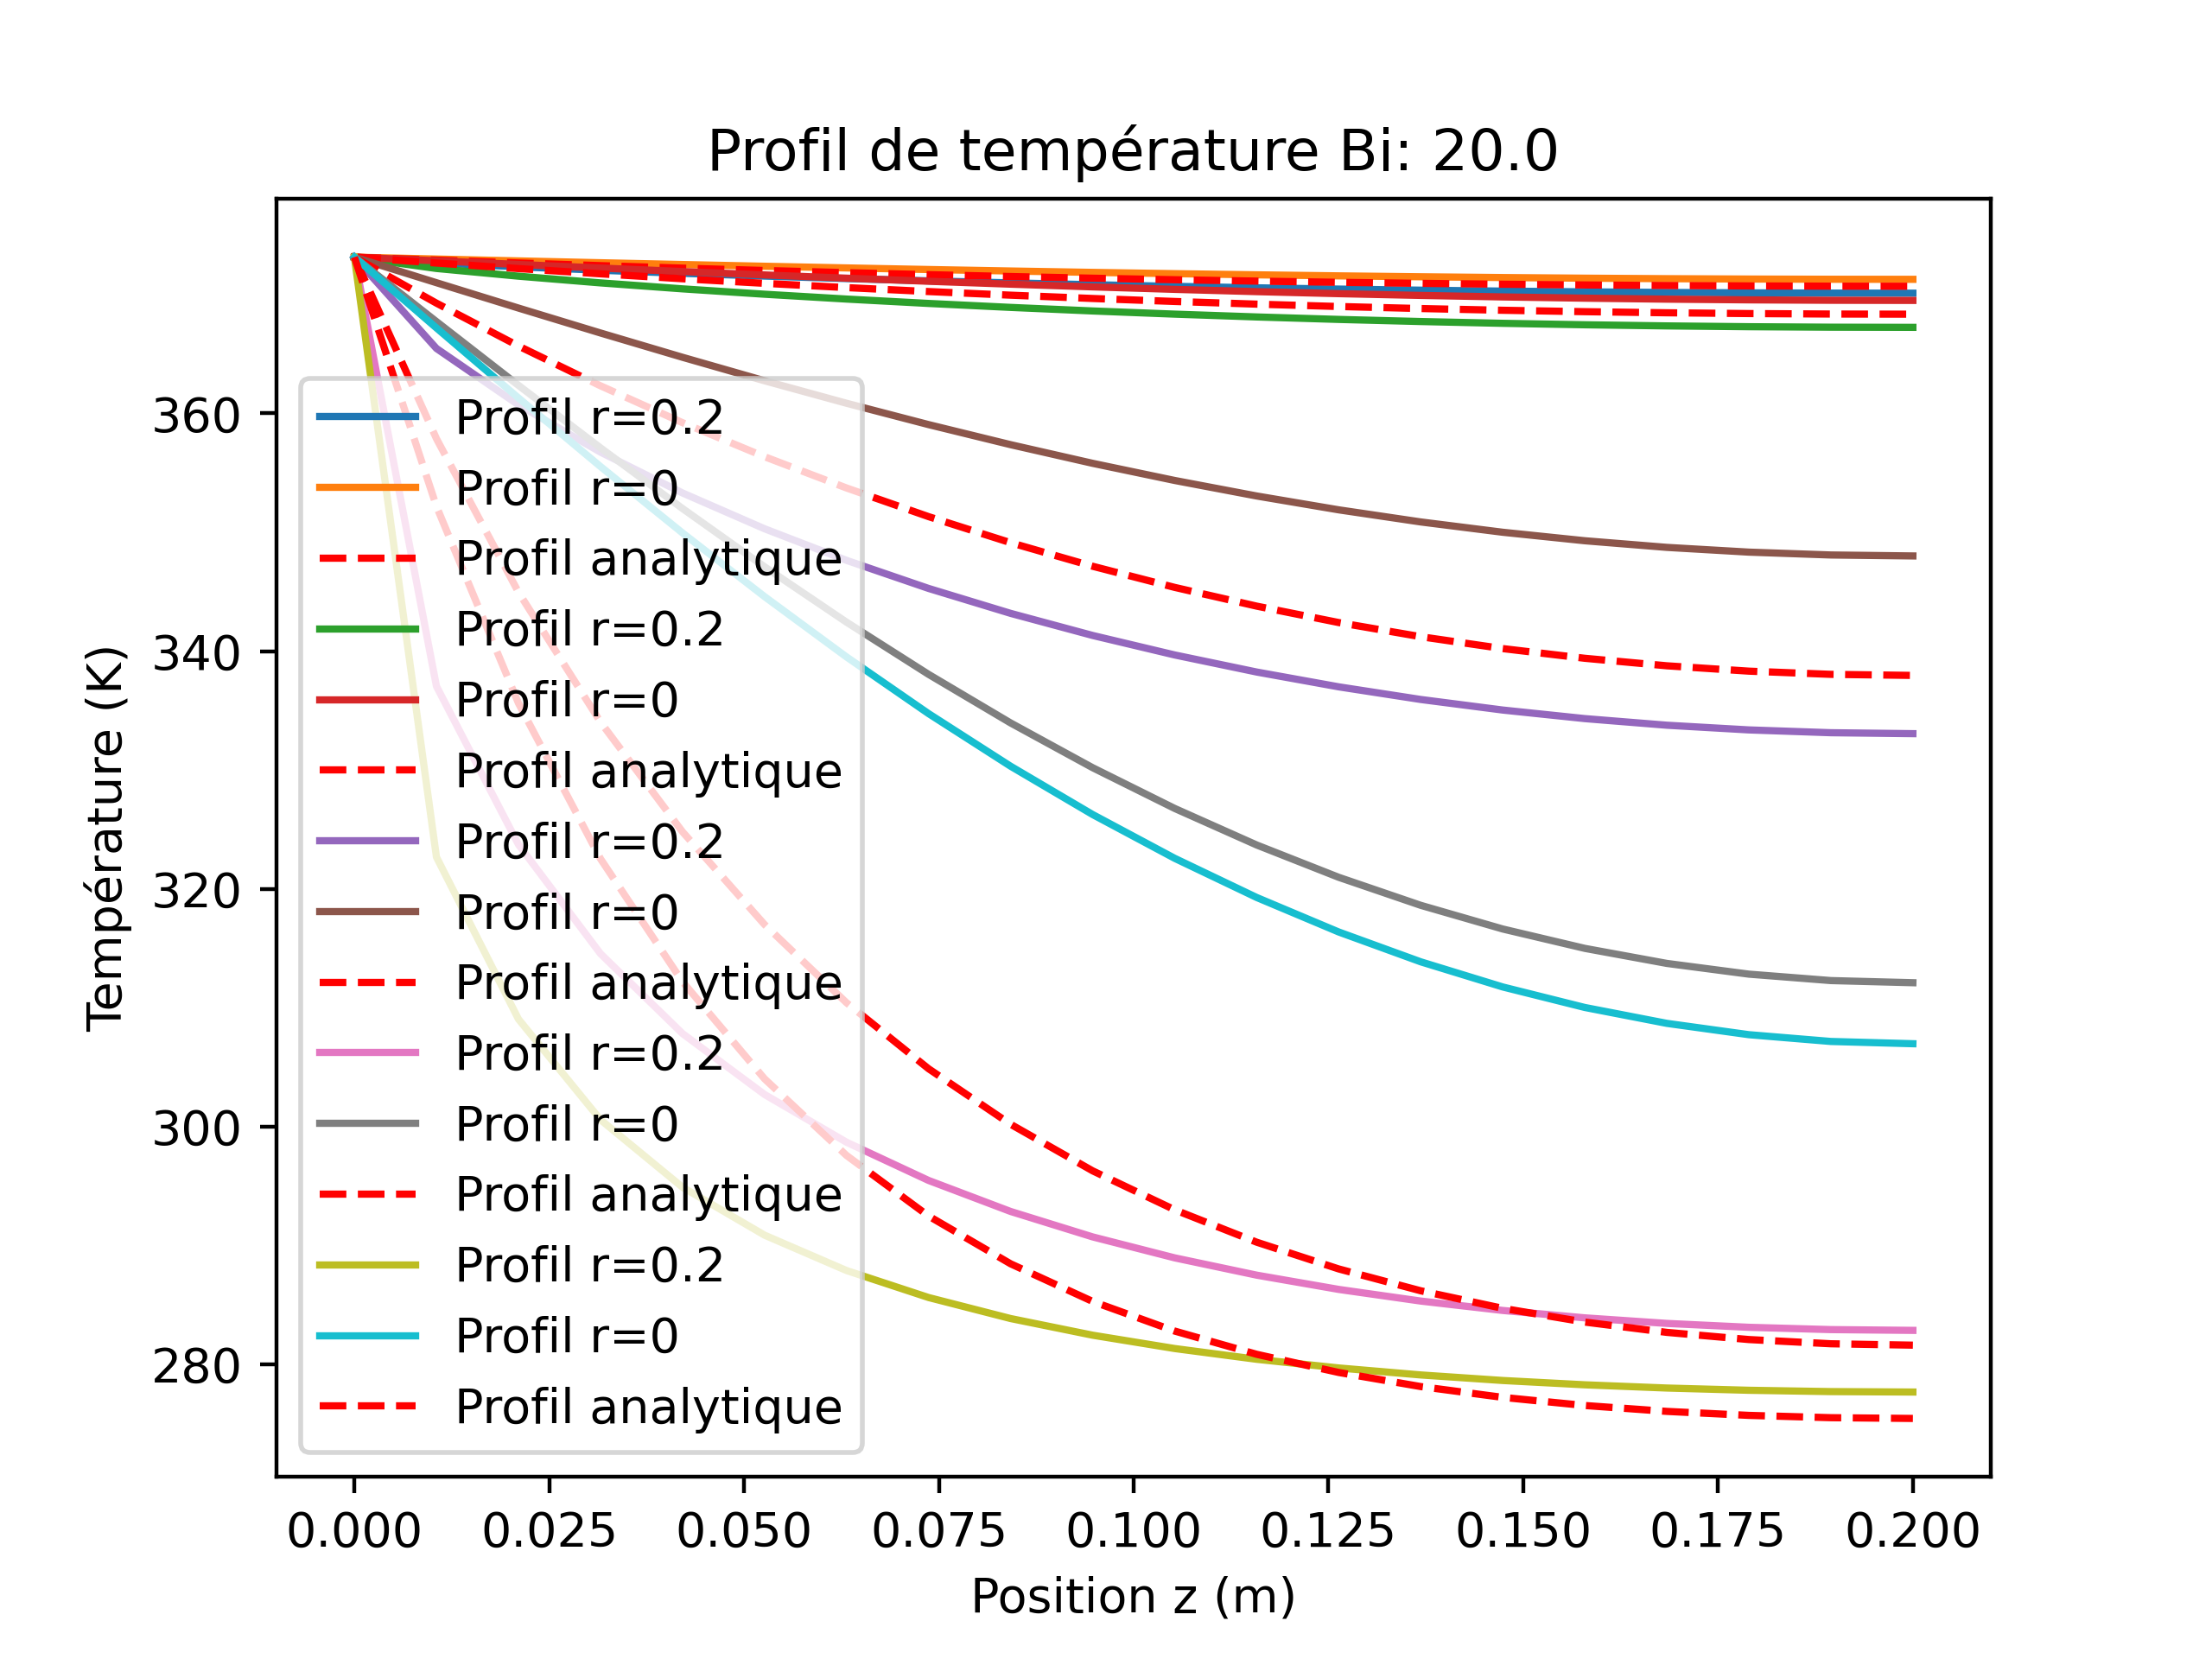 Profil de température Bi: 20.0
Température (K)
360
340
320
300
280
Profil r=0.2
Profil r=0
Profil analytique
Profil r=0.2
Profil r=0
Profil analytique
Profil r=0.2
Profil r=0
Profil analytique
Profil r=0.2
Profil r=0
Profil analytique
Profil r=0.2
Profil r=0
Profil analytique
0.000 0.025 0.050 0.075 0.100 0.125 0.150 0.175 0.200
Position z (m)